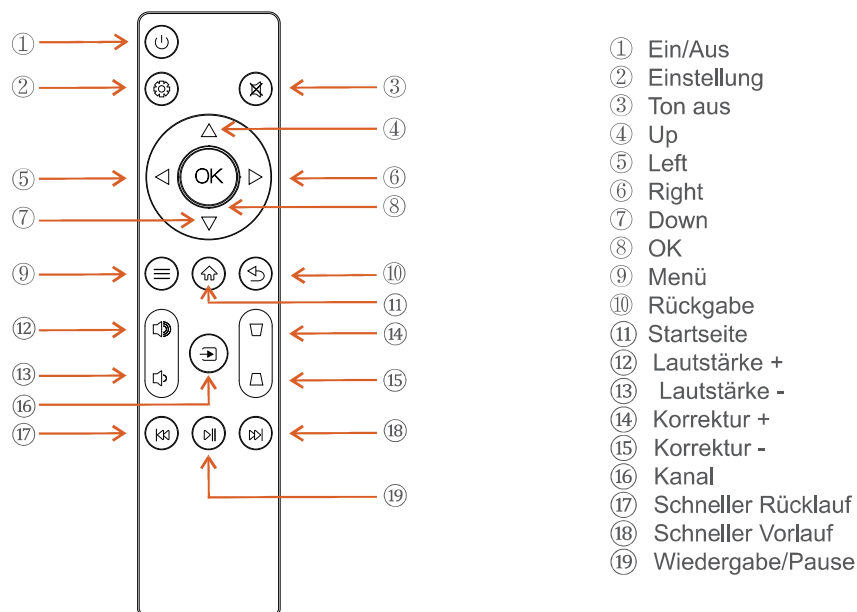 ①
②
③
④
⑤
OK
⑥
⑦
⑧
⑨
⑩
⑪
⑫
⑭
⑬
⑮
⑯
⑰
⑱
⑲
① Ein/Aus
② Einstellung
③ Ton aus
④ Up
⑤ Left
⑥ Right
⑦ Down
⑧ OK
⑨ Menü
⑩ Rückgabe
⑪ Startseite
⑫ Lautstärke +
⑬ Lautstärke -
⑭ Korrektur +
⑮ Korrektur -
⑯ Kanal
⑰ Schneller Rücklauf
⑱ Schneller Vorlauf
⑲ Wiedergabe/Pause